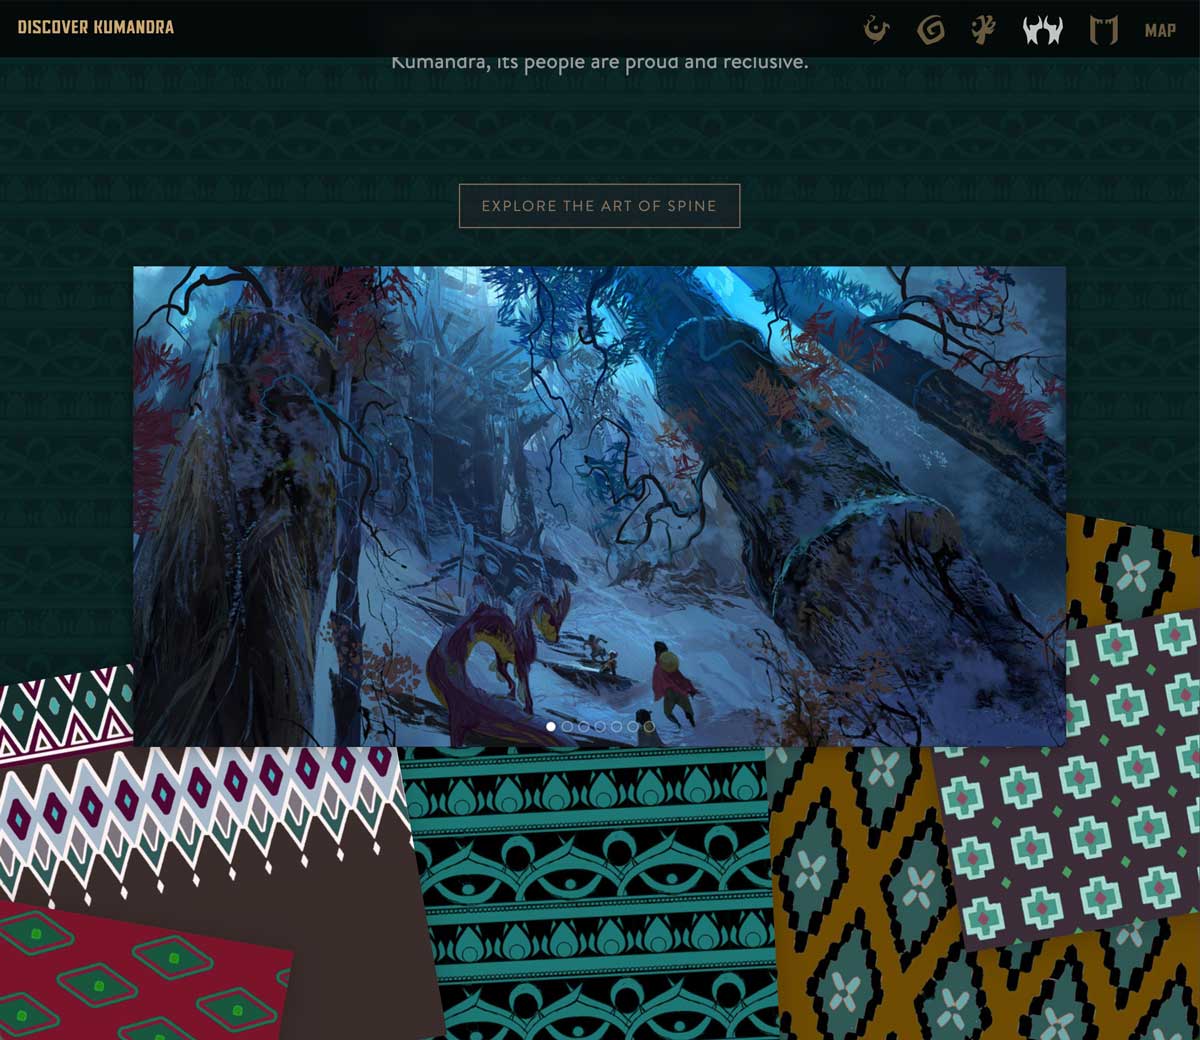 DISCOVER KUMANDRA
MAP
Kumandra, its people are proud and reclusive.
EXPLORE THE ART OF SPINE